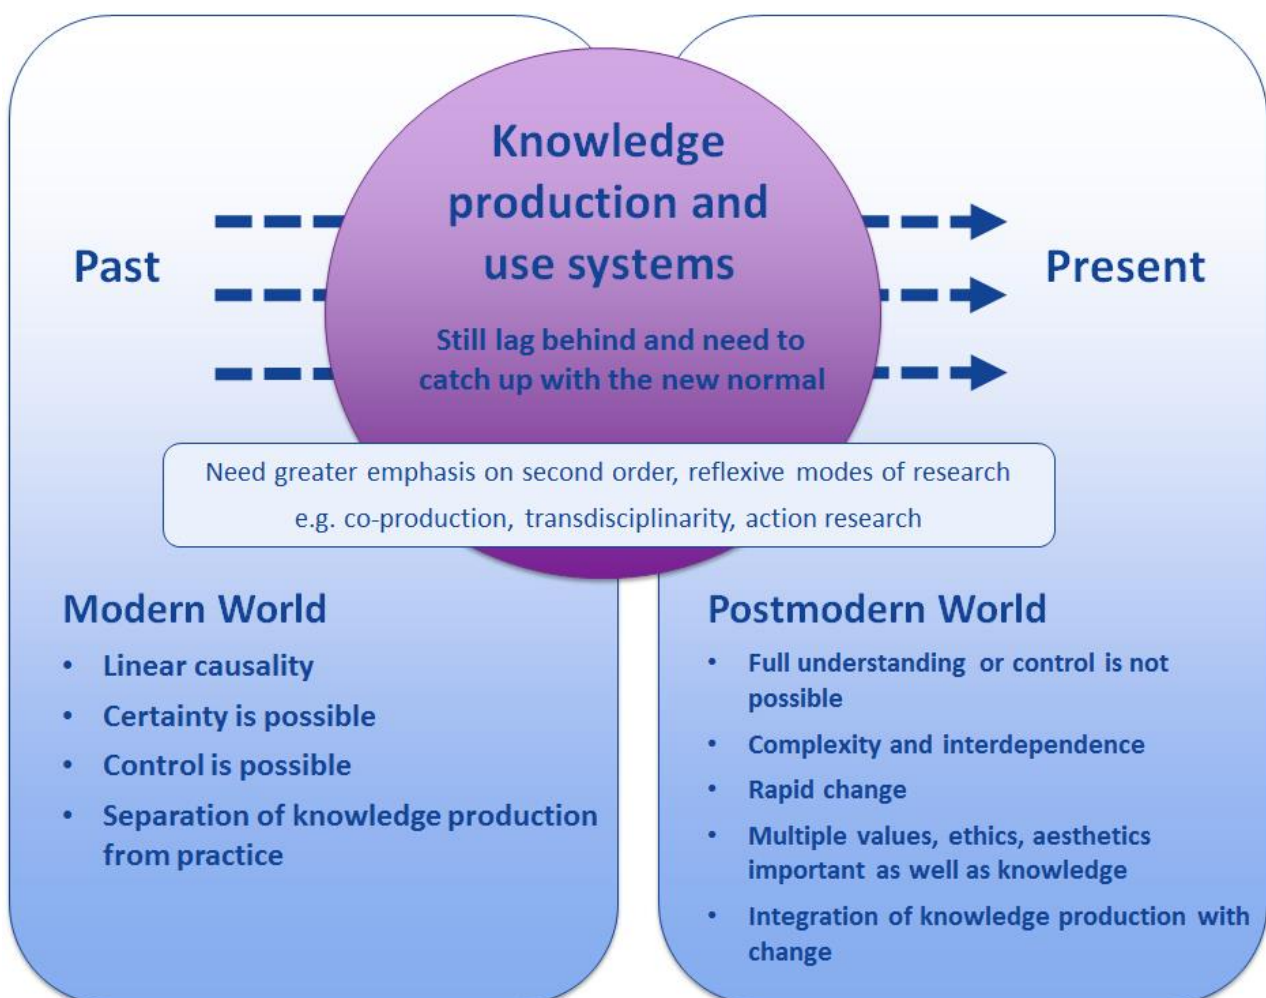 Knowledge
production and
use systems
Still lag behind and need to
catch up with the new normal
Past
Present
Need greater emphasis on second order, reflexive modes of research
e.g. co-production, transdisciplinarity, action research
Modern World
• Linear causality
• Certainty is possible
• Control is possible
• Separation of knowledge production
from practice
Postmodern World
• Full understanding or control is not
possible
• Complexity and interdependence
• Rapid change
• Multiple values, ethics, aesthetics
important as well as knowledge
• Integration of knowledge production with
change